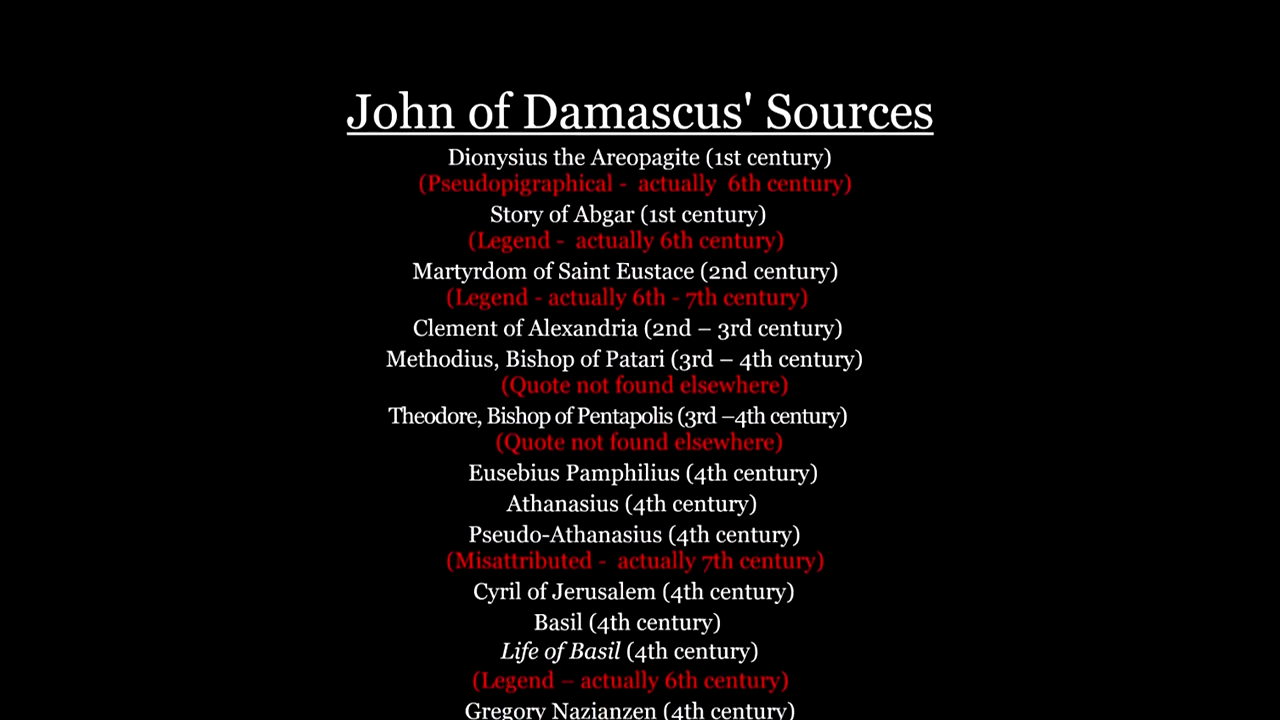 John of Damascus' Sources
Dionysius the Areopagite (1st century)
(Pseudopigraphical - actually 6th century)
Story of Abgar (1st century)
(Legend - actually 6th century)
Martyrdom of Saint Eustace (2nd century)
(Legend - actually 6th - 7th century)
Clement of Alexandria (2nd – 3rd century)
Methodius, Bishop of Patari (3rd – 4th century)
(Quote not found elsewhere)
Theodore, Bishop of Pentapolis (3rd –4th century)
(Quote not found elsewhere)
Eusebius Pamphilius (4th century)
Athanasius (4th century)
Pseudo-Athanasius (4th century)
(Misattributed - actually 7th century)
Cyril of Jerusalem (4th century)
Basil (4th century)
Life of Basil (4th century)
(Legend – actually 6th century)
Gregory Nazianzen (4th century)